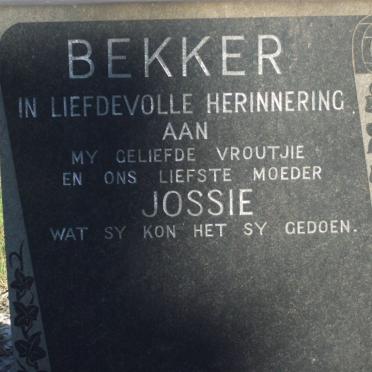 BEKKER
IN LIEFDEVOLLE HERINNERING
AAN
MY GELIEFDE VROUTJIE
EN ONS LIEFSTE MOEDER
JOSSIE
WAT SY KON HET SY GEDOEN.